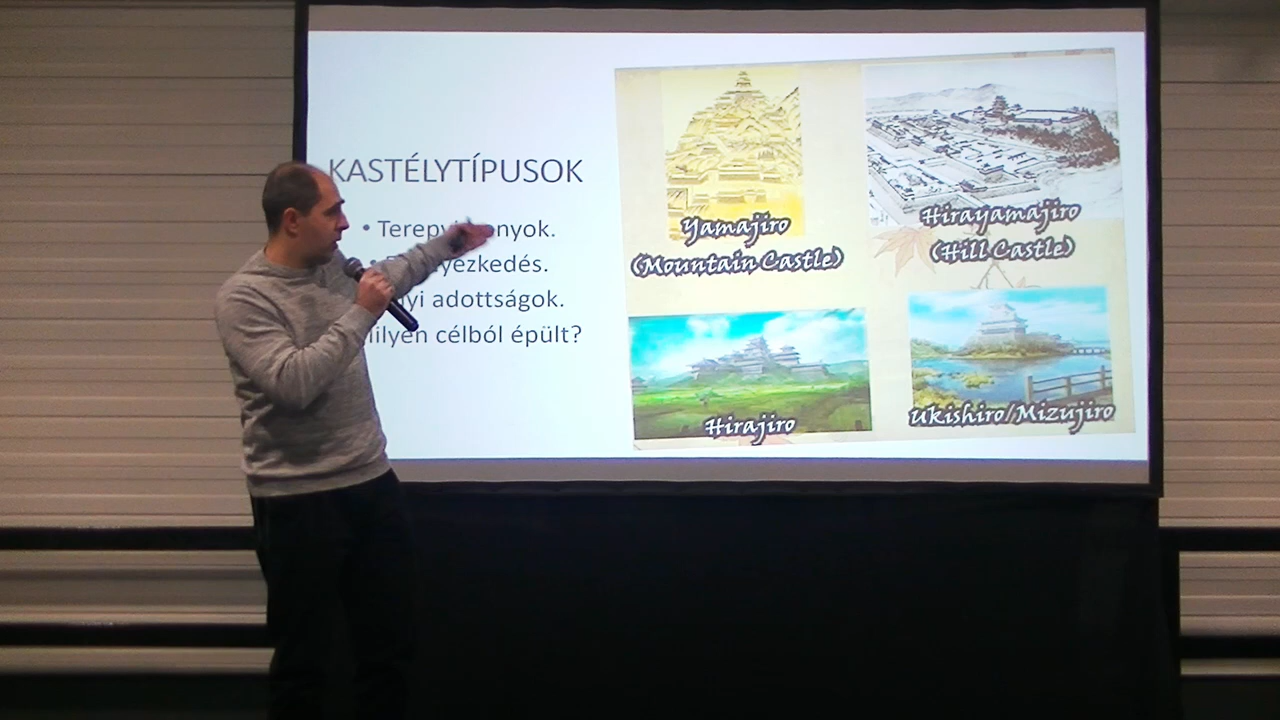 KASTÉLYTÍPUSOK
• 
adottságok.
célból épült?
Yamajiro
(Mountain Castle)
Hirayamajiro
(Hill Castle)
Hirajiro
Ukishiro/Mizujiro